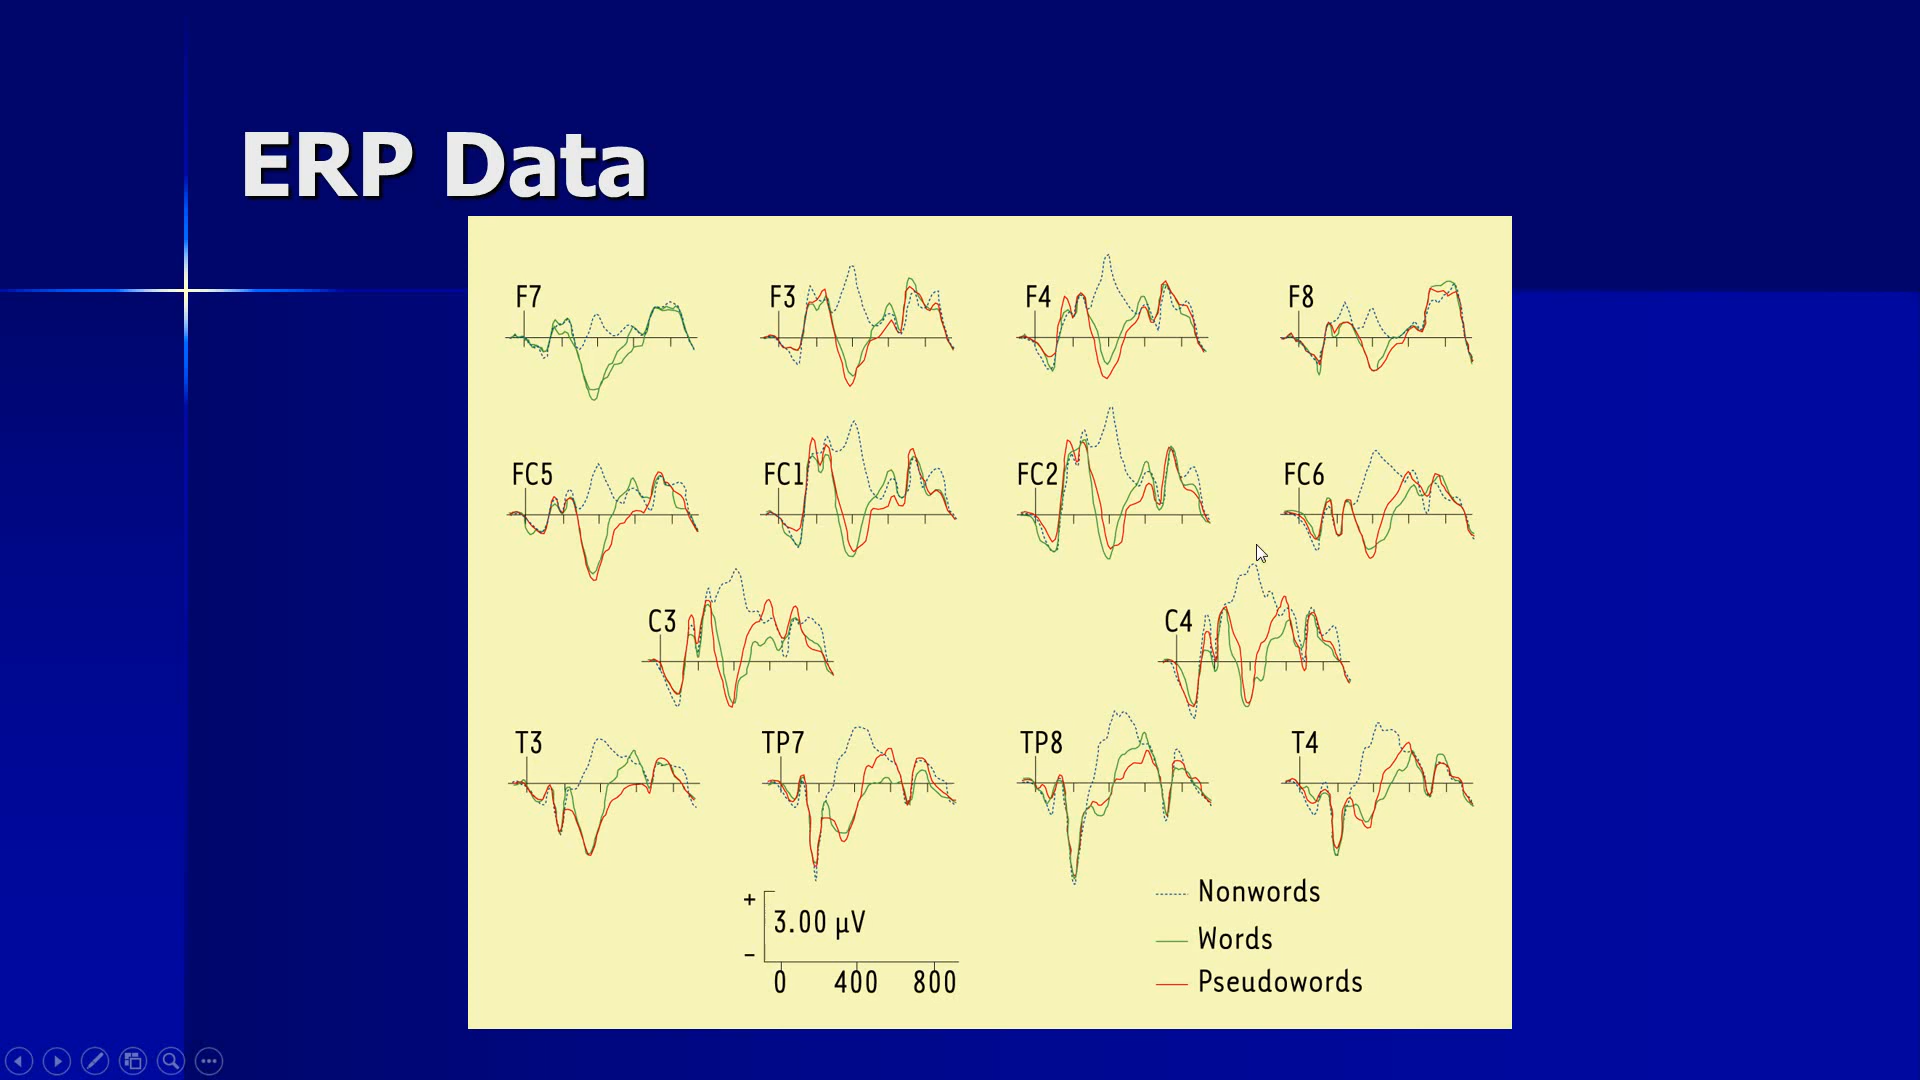 ERP Data
F7
F3
F4
F8
FC5
FC1
FC2
FC6
C3
C4
T3
TP7
TP8
T4
+
3.00 µV
–
0 400 800
Nonwords
Words
Pseudowords